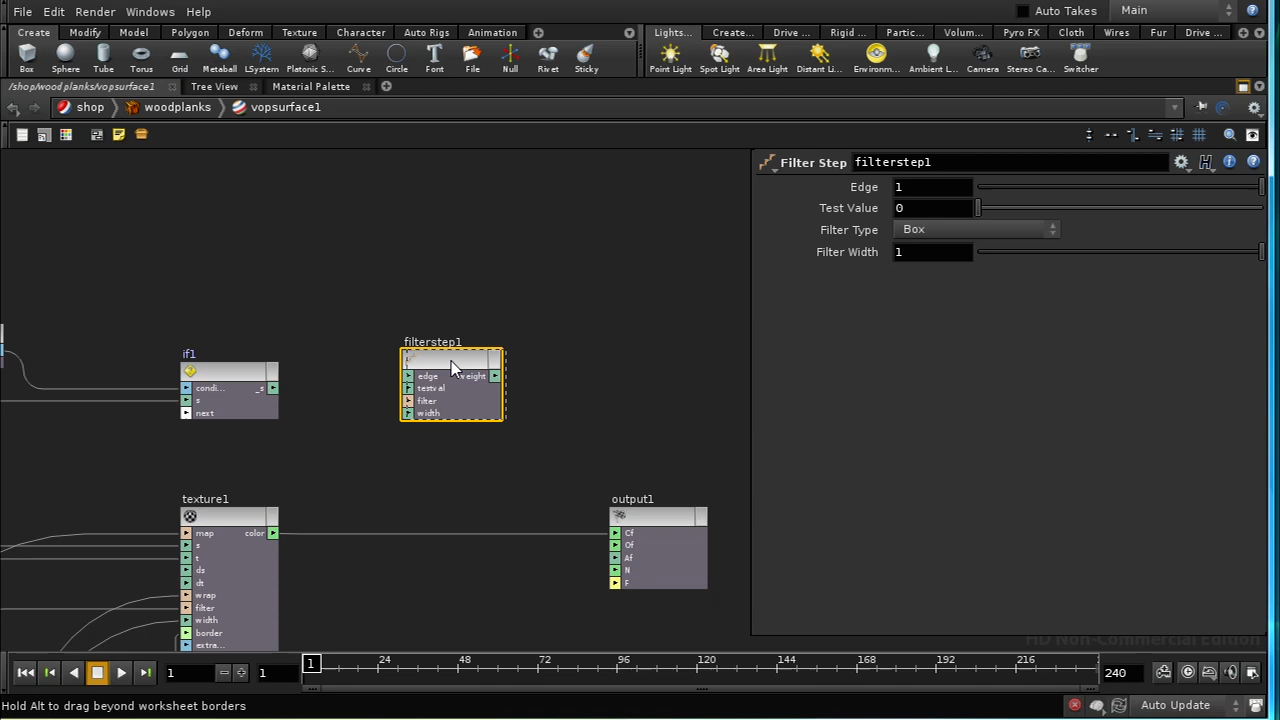 File Edit Render Windows Help Auto Takes Main
Create Modify Model Polygon Deform Texture Character Auto Rigs Animation Lights... Create... Drive ... Rigid ... Partic... Volum... Pyro FX Cloth Wires Fur Drive ...
Box Sphere Tube Torus Grid Metaball LSystem Platonic S... Curve Circle Font File Null Rivet Sticky Point Light Spot Light Area Light Distant Li... Environm... Ambient L... Camera Stereo Ca... Switcher
/shop/woodplanks/vopsurface1 Tree View Material Palette
shop woodplanks vopsurface1
Filter Step filterstep1
Edge 1
Test Value 0
Filter Type Box
Filter Width 1
filterstep1
edge weight
testval
filter
width
if1
condi... _s
s
next
texture1
map color
s
t
ds
dt
wrap
filter
width
border
extra...
output1
Cf
Of
Af
N
F
HD Non-Commercial Edition
1 1 1 24 48 72 96 120 144 168 192 216 240
Hold Alt to drag beyond worksheet borders Auto Update